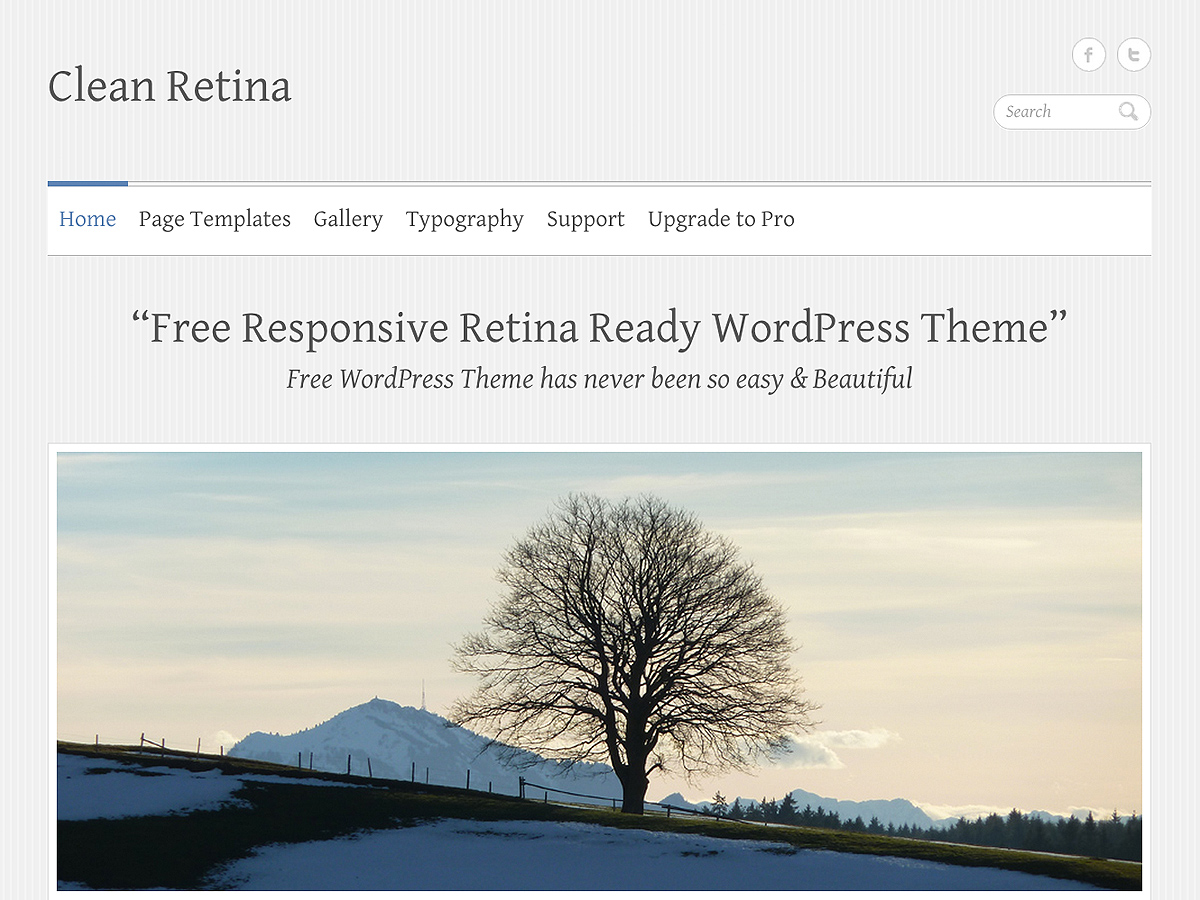 Clean Retina
Search
Home Page Templates Gallery Typography Support Upgrade to Pro
“Free Responsive Retina Ready WordPress Theme”
Free WordPress Theme has never been so easy & Beautiful